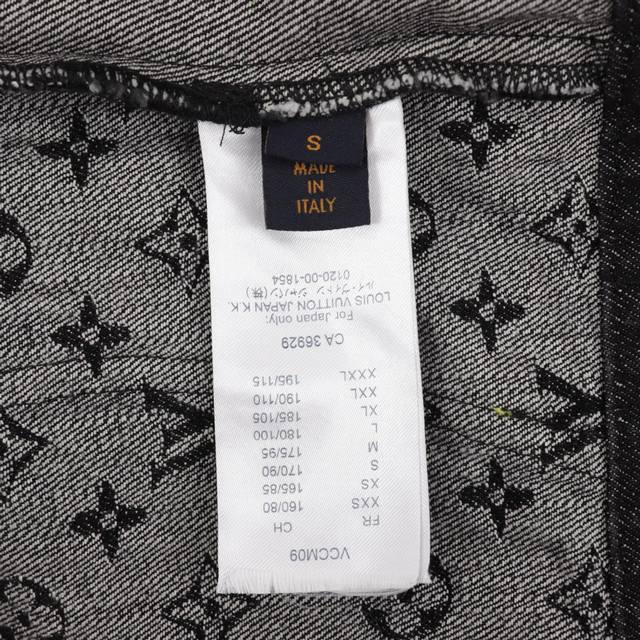 S
MADE
IN
ITALY
VCCM09
FR CH
XXS 160/80
XS 165/85
S 170/90
M 175/95
L 180/100
XL 185/105
XXL 190/110
XXXL 195/115
CA 36929
For Japan only:
LOUIS VUITTON JAPAN K.K.
ルイ・ヴィトン ジャパン(株)
0120-00-1854